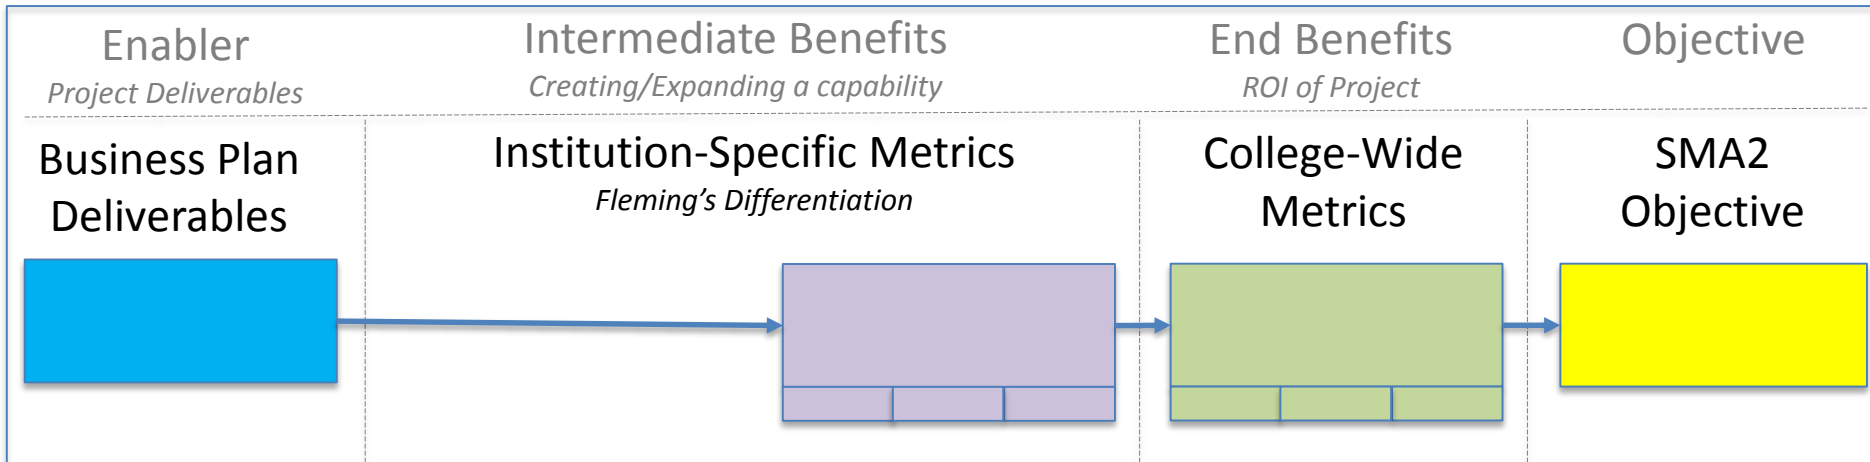 Enabler
Project Deliverables
Intermediate Benefits
Creating/Expanding a capability
End Benefits
ROI of Project
Objective
Business Plan
Deliverables
Institution-Specific Metrics
Fleming’s Differentiation
College-Wide
Metrics
SMA2
Objective